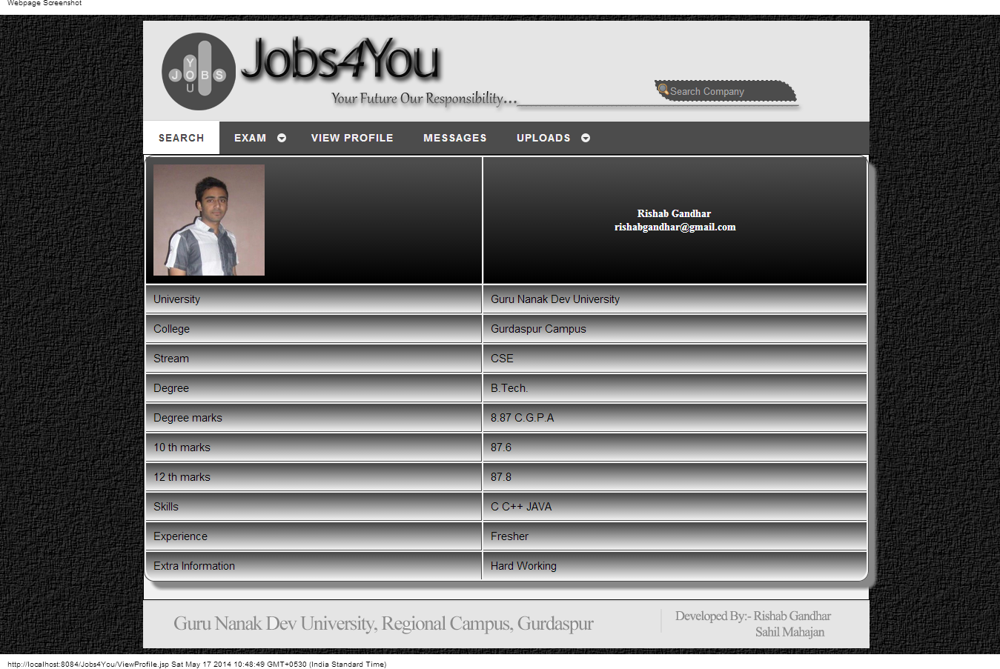 Webpage Screenshot
YOU
JOBS
Jobs4You
Your Future Our Responsibility...
Search Company
SEARCH EXAM VIEW PROFILE MESSAGES UPLOADS
Rishab Gandhar
rishabgandhar@gmail.com
University Guru Nanak Dev University
College Gurdaspur Campus
Stream CSE
Degree B.Tech.
Degree marks 8.87 C.G.P.A
10 th marks 87.6
12 th marks 87.8
Skills C C++ JAVA
Experience Fresher
Extra Information Hard Working
Guru Nanak Dev University, Regional Campus, Gurdaspur
Developed By:- Rishab Gandhar
Sahil Mahajan
http://localhost:8084/Jobs4You/ViewProfile.jsp Sat May 17 2014 10:48:49 GMT+0530 (India Standard Time)